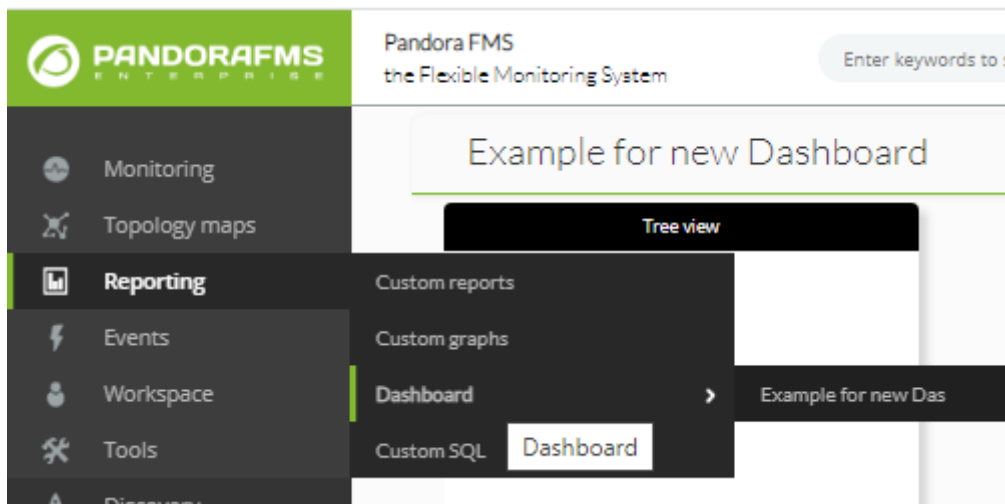 PANDORAFMS
ENTERPRISE
Pandora FMS
the Flexible Monitoring System
Enter keywords to
Example for new Dashboard
Monitoring
Topology maps
Tree view
Reporting
Custom reports
Events
Custom graphs
Workspace
Dashboard
Example for new Das
Tools
Custom SQL
Dashboard
Discovery